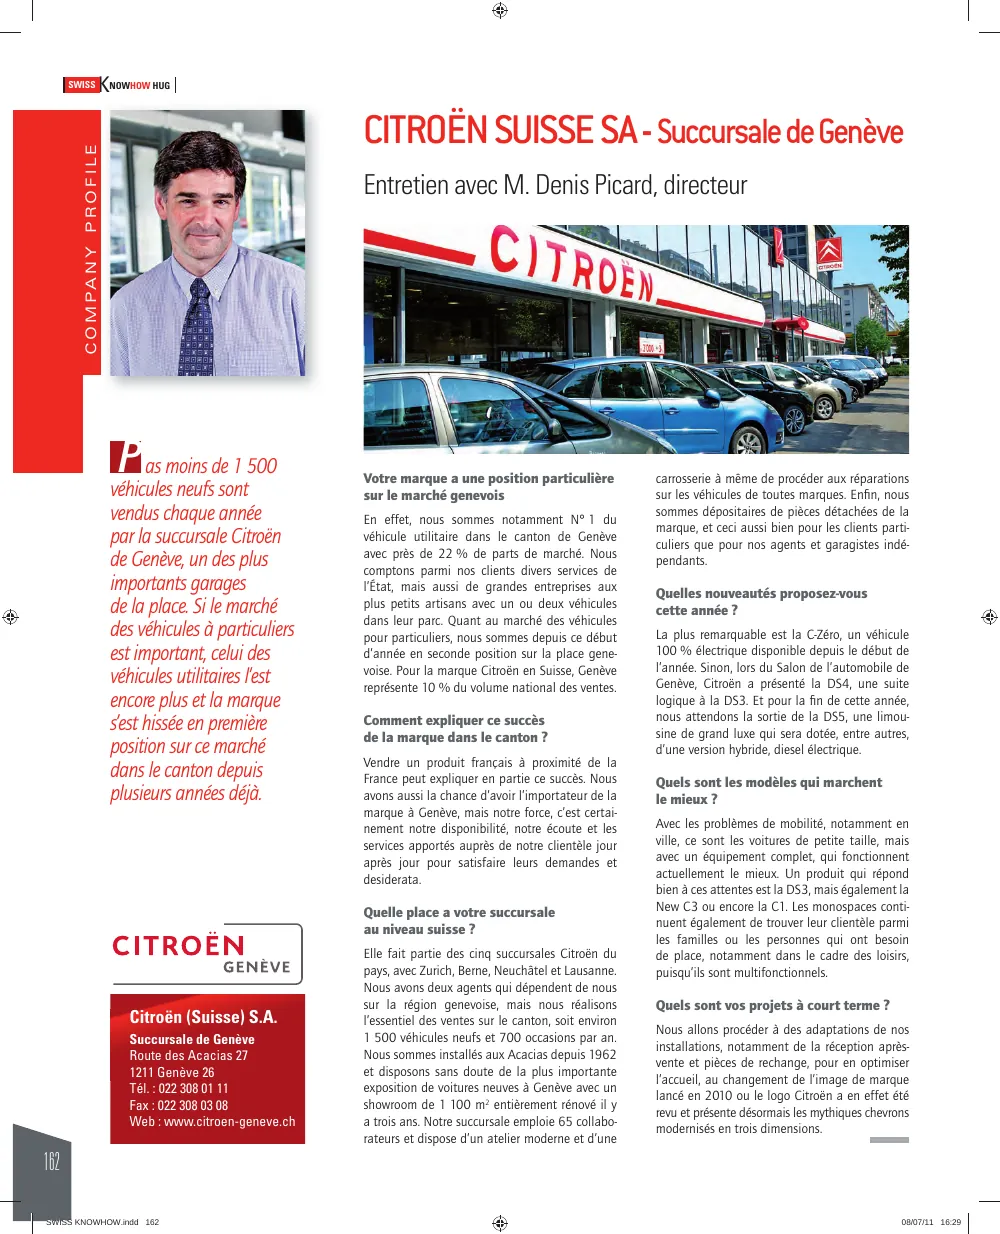 SWISS KNOWHOW HUG
COMPANY PROFILE
CITROËN SUISSE SA - Succursale de Genève
Entretien avec M. Denis Picard, directeur
CITROËN
CITROËN
Pas moins de 1 500
véhicules neufs sont
vendus chaque année
par la succursale Citroën
de Genève, un des plus
importants garages
de la place. Si le marché
des véhicules à particuliers
est important, celui des
véhicules utilitaires l'est
encore plus et la marque
s'est hissée en première
position sur ce marché
dans le canton depuis
plusieurs années déjà.
CITROËN
GENÈVE
Citroën (Suisse) S.A.
Succursale de Genève
Route des Acacias 27
1211 Genève 26
Tél. : 022 308 01 11
Fax : 022 308 03 08
Web : www.citroen-geneve.ch
Votre marque a une position particulière
sur le marché genevois
En effet, nous sommes notamment N° 1 du
véhicule utilitaire dans le canton de Genève
avec près de 22 % de parts de marché. Nous
comptons parmi nos clients divers services de
l'État, mais aussi de grandes entreprises aux
plus petits artisans avec un ou deux véhicules
dans leur parc. Quant au marché des véhicules
pour particuliers, nous sommes depuis ce début
d'année en seconde position sur la place gene-
voise. Pour la marque Citroën en Suisse, Genève
représente 10 % du volume national des ventes.
Comment expliquer ce succès
de la marque dans le canton ?
Vendre un produit français à proximité de la
France peut expliquer en partie ce succès. Nous
avons aussi la chance d'avoir l'importateur de la
marque à Genève, mais notre force, c'est certai-
nement notre disponibilité, notre écoute et les
services apportés auprès de notre clientèle jour
après jour pour satisfaire leurs demandes et
desiderata.
Quelle place a votre succursale
au niveau suisse ?
Elle fait partie des cinq succursales Citroën du
pays, avec Zurich, Berne, Neuchâtel et Lausanne.
Nous avons deux agents qui dépendent de nous
sur la région genevoise, mais nous réalisons
l'essentiel des ventes sur le canton, soit environ
1 500 véhicules neufs et 700 occasions par an.
Nous sommes installés aux Acacias depuis 1962
et disposons sans doute de la plus importante
exposition de voitures neuves à Genève avec un
showroom de 1 100 m² entièrement rénové il y
a trois ans. Notre succursale emploie 65 collabo-
rateurs et dispose d'un atelier moderne et d'une
carrosserie à même de procéder aux réparations
sur les véhicules de toutes marques. Enfin, nous
sommes dépositaires de pièces détachées de la
marque, et ceci aussi bien pour les clients parti-
culiers que pour nos agents et garagistes indé-
pendants.
Quelles nouveautés proposez-vous
cette année ?
La plus remarquable est la C-Zéro, un véhicule
100 % électrique disponible depuis le début de
l'année. Sinon, lors du Salon de l'automobile de
Genève, Citroën a présenté la DS4, une suite
logique à la DS3. Et pour la fin de cette année,
nous attendons la sortie de la DS5, une limou-
sine de grand luxe qui sera dotée, entre autres,
d'une version hybride, diesel électrique.
Quels sont les modèles qui marchent
le mieux ?
Avec les problèmes de mobilité, notamment en
ville, ce sont les voitures de petite taille, mais
avec un équipement complet, qui fonctionnent
actuellement le mieux. Un produit qui répond
bien à ces attentes est la DS3, mais également la
New C3 ou encore la C1. Les monospaces conti-
nuent également de trouver leur clientèle parmi
les familles ou les personnes qui ont besoin
de place, notamment dans le cadre des loisirs,
puisqu'ils sont multifonctionnels.
Quels sont vos projets à court terme ?
Nous allons procéder à des adaptations de nos
installations, notamment de la réception après-
vente et pièces de rechange, pour en optimiser
l'accueil, au changement de l'image de marque
lancé en 2010 ou le logo Citroën a en effet été
revu et présente désormais les mythiques chevrons
modernisés en trois dimensions.
162
SWISS KNOWHOW.indd 162
08/07/11 16:29